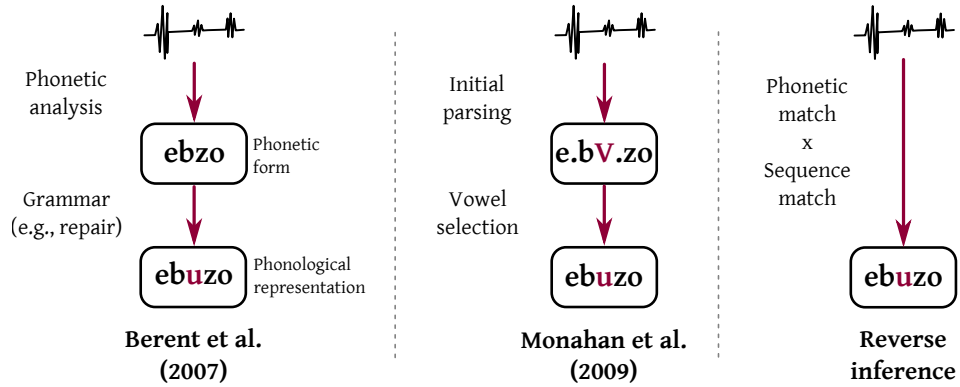 Phonetic
analysis
ebzo
Phonetic
form
Grammar
(e.g., repair)
ebuzo
Phonological
representation
Berent et al.
(2007)
Initial
parsing
e.bV.zo
Vowel
selection
ebuzo
Monahan et al.
(2009)
Phonetic
match
x
Sequence
match
ebuzo
Reverse
inference